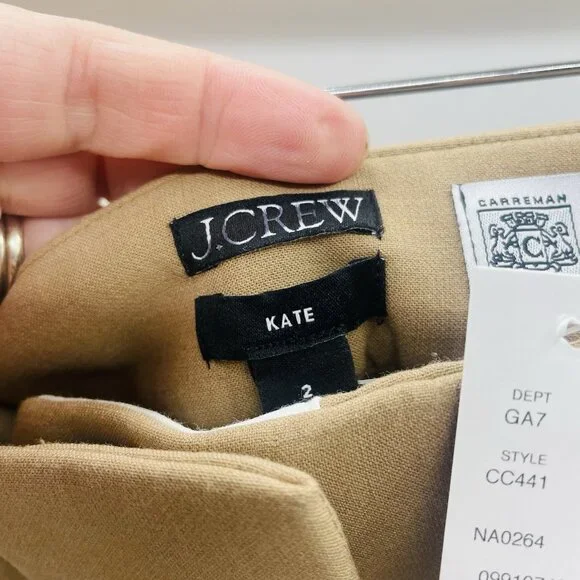 J.CREW
KATE
2
CARREMAN
C
DEPT
GA7
STYLE
CC441
NA0264